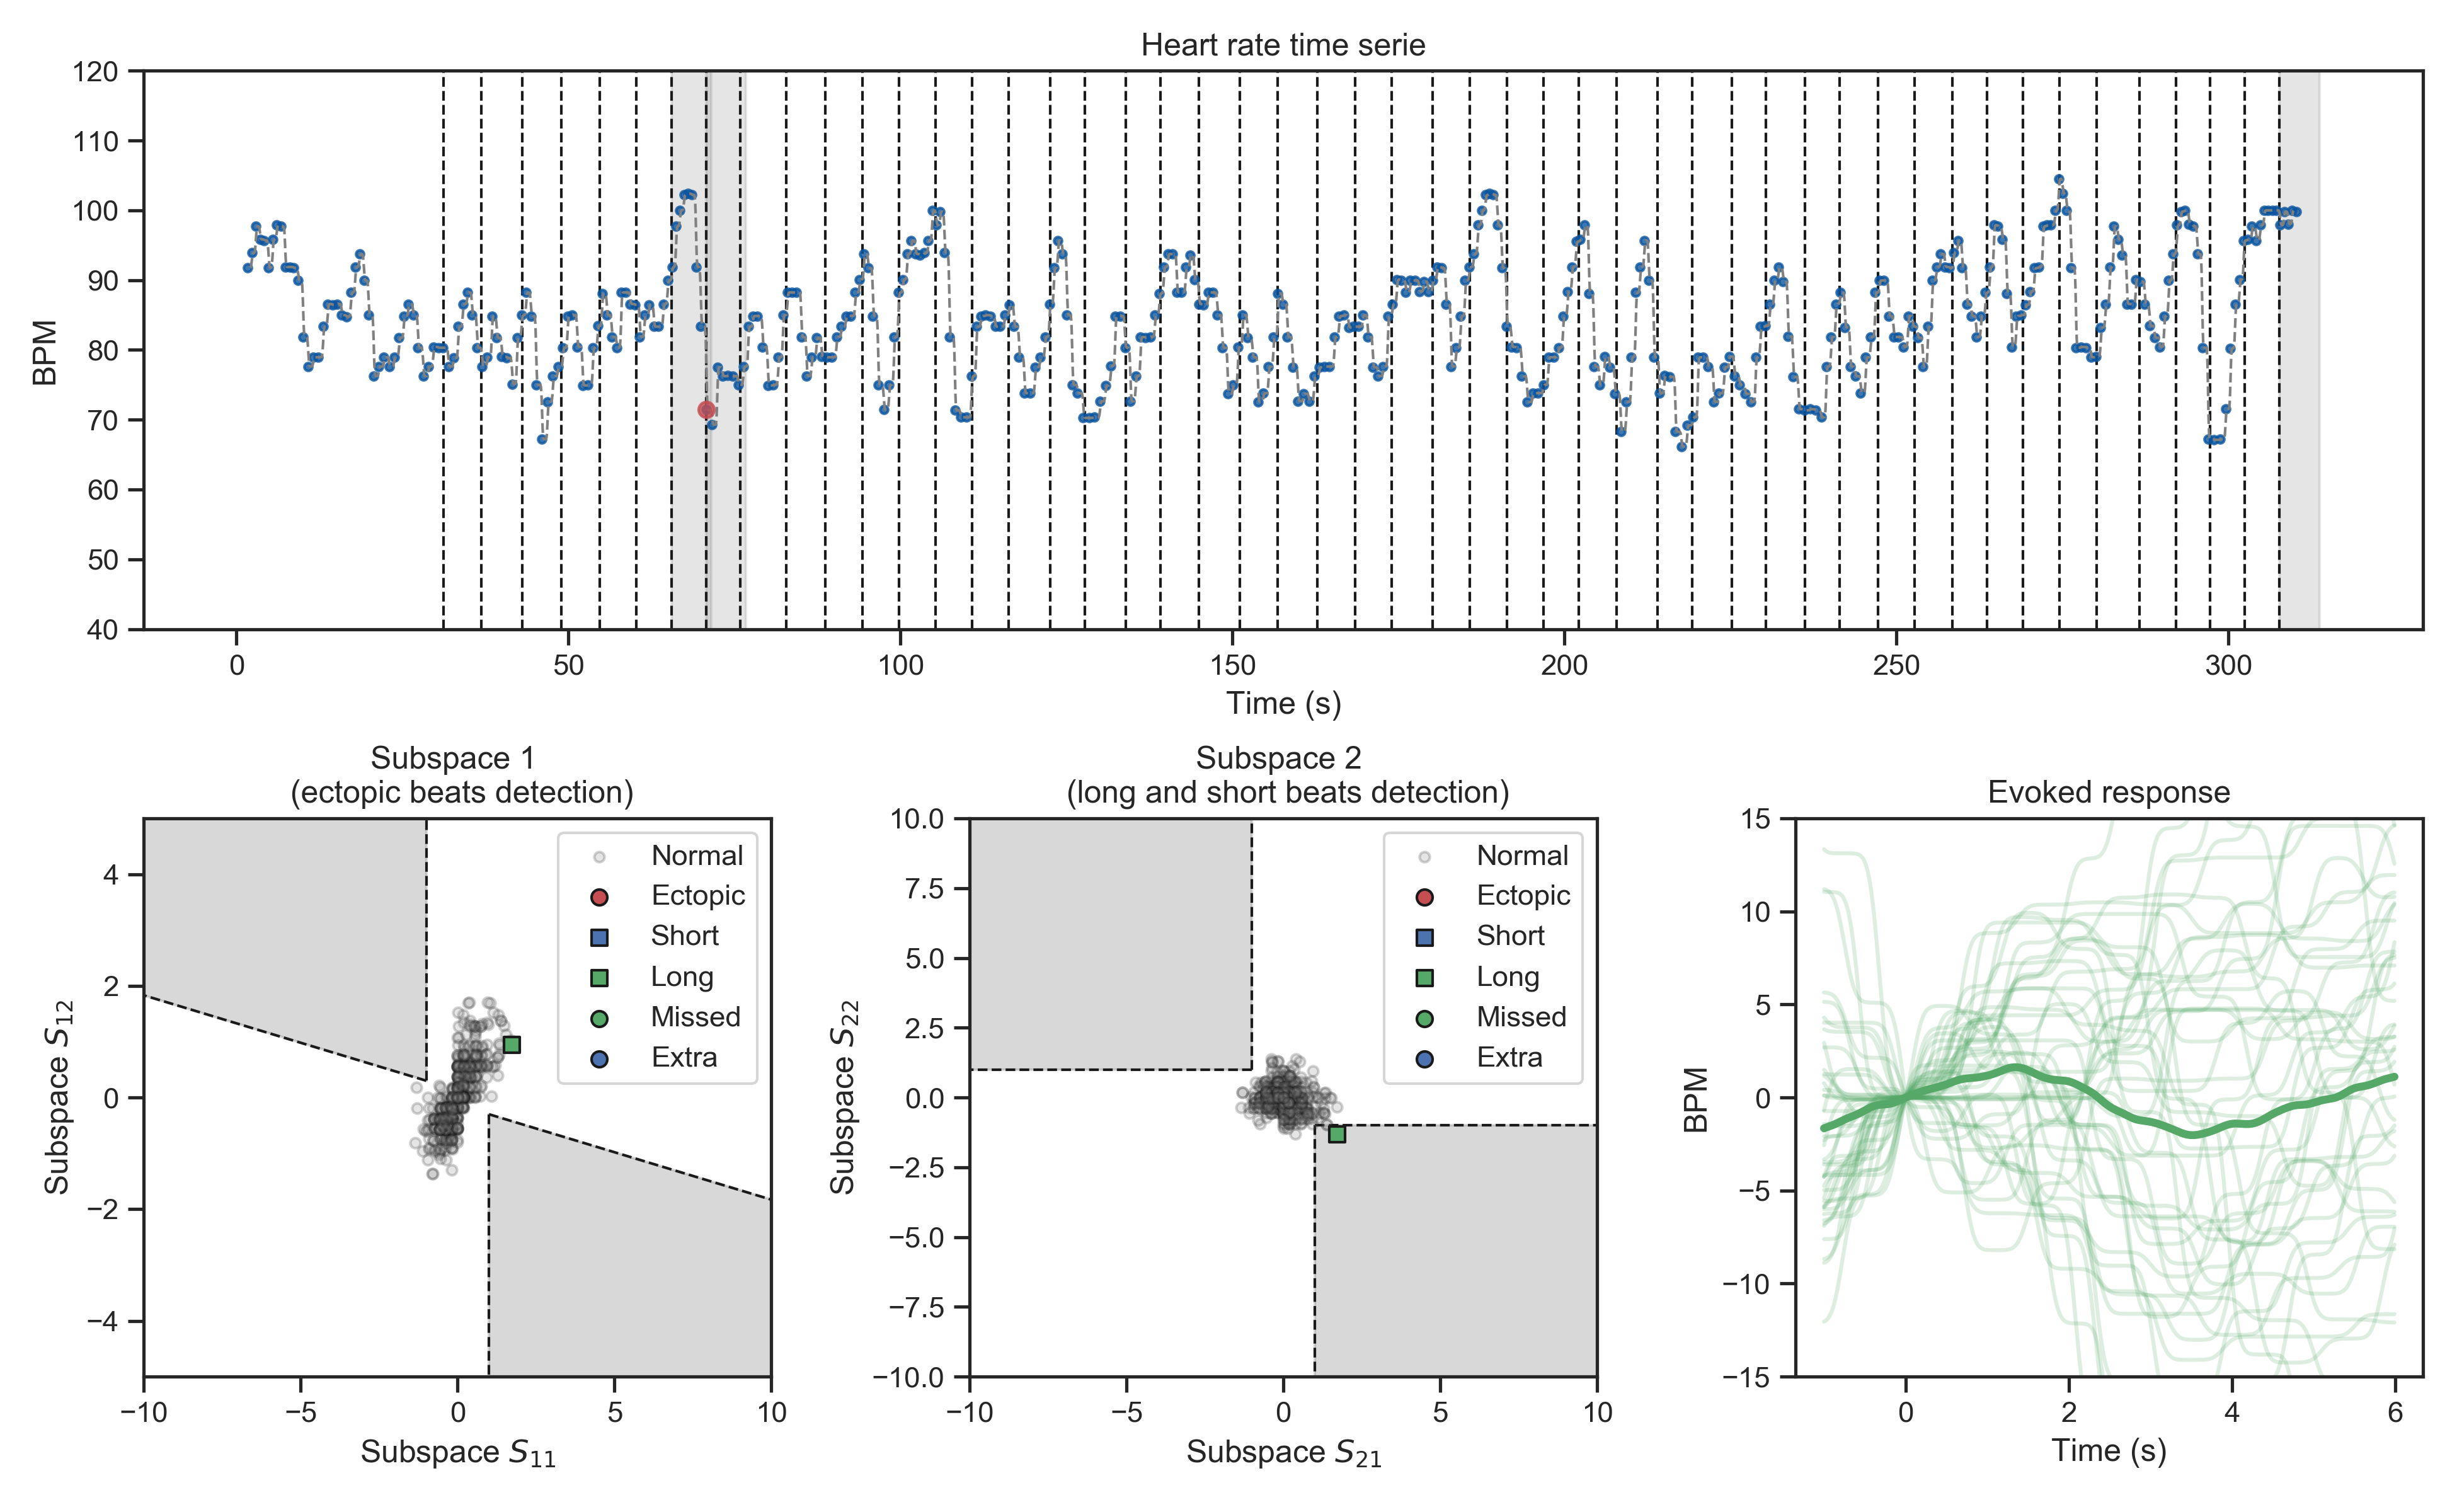 Heart rate time serie
120
110
100
90
80
70
60
50
40
BPM
0 50 100 150 200 250 300
Time (s)
Subspace 1
(ectopic beats detection)
4
2
0
−2
−4
Subspace S12
Normal
Ectopic
Short
Long
Missed
Extra
−10 −5 0 5 10
Subspace S11
Subspace 2
(long and short beats detection)
10.0
7.5
5.0
2.5
0.0
−2.5
−5.0
−7.5
−10.0
Subspace S22
Normal
Ectopic
Short
Long
Missed
Extra
−10 −5 0 5 10
Subspace S21
Evoked response
15
10
5
0
−5
−10
−15
BPM
0 2 4 6
Time (s)